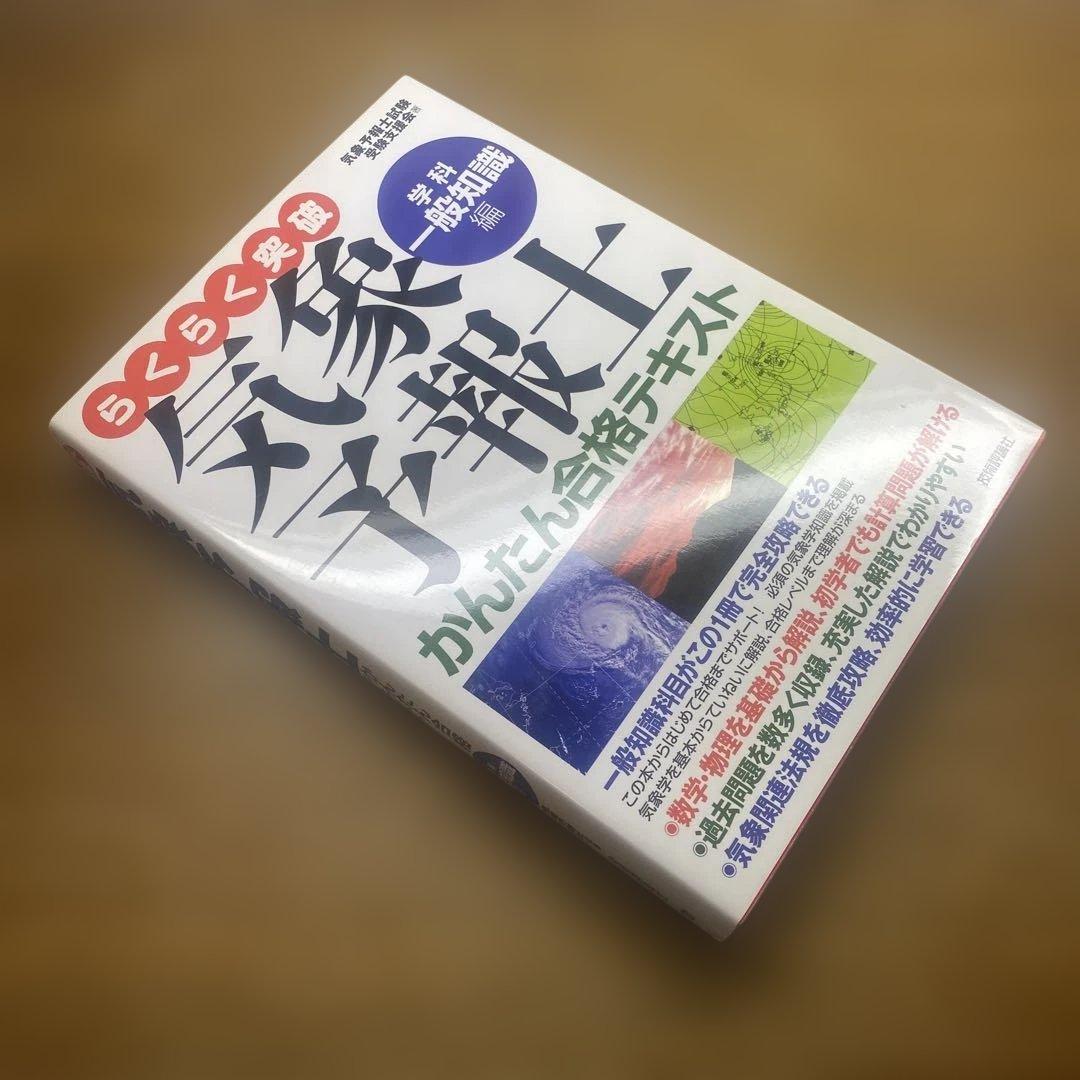 気象予報士試験
受験支援会 著
らくらく突破
学科
一般知識
編
気象
予報士
かんたん合格テキスト
一般知識科目がこの1冊で完全攻略できる
この本からはじめて合格までサポート! 必須の気象学知識を掲載
気象学を基本からていねいに解説、合格レベルまで理解が深まる
●数学・物理を基礎から解説、初学者でも計算問題が解ける
●過去問題を数多く収録、充実した解説でわかりやすい
●気象関連法規を徹底攻略、効率的に学習できる
技術評論社